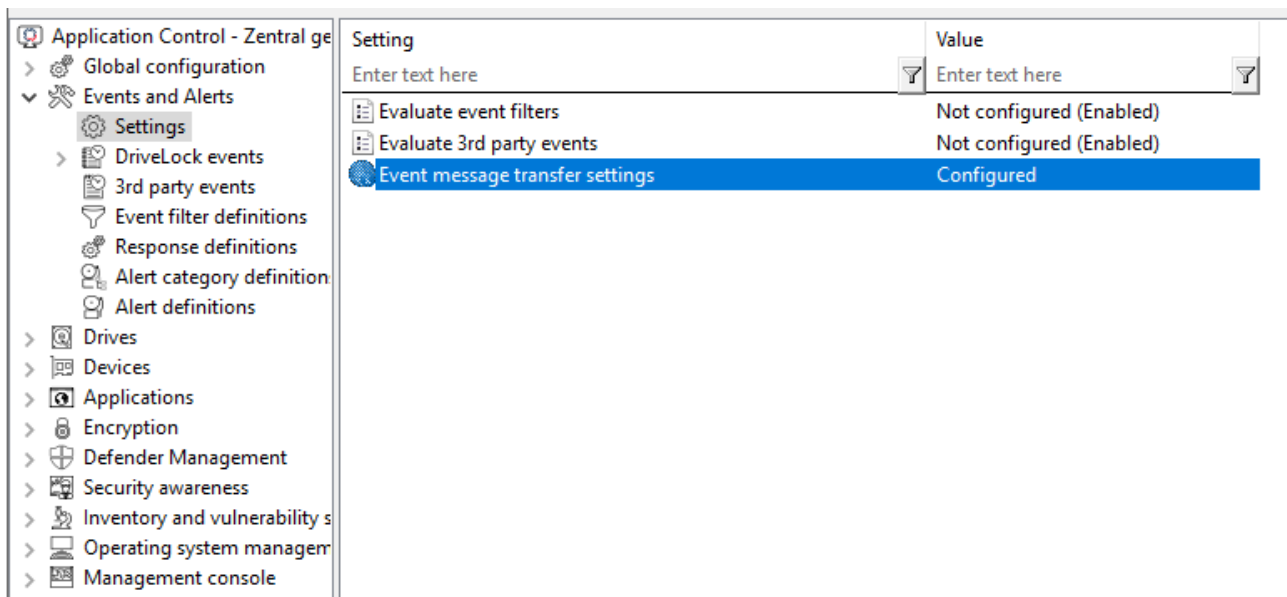 Application Control - Zentral ge
Global configuration
Events and Alerts
Settings
DriveLock events
3rd party events
Event filter definitions
Response definitions
Alert category definition
Alert definitions
Drives
Devices
Applications
Encryption
Defender Management
Security awareness
Inventory and vulnerability s
Operating system managem
Management console
Setting Value
Enter text here Enter text here
Evaluate event filters Not configured (Enabled)
Evaluate 3rd party events Not configured (Enabled)
Event message transfer settings Configured